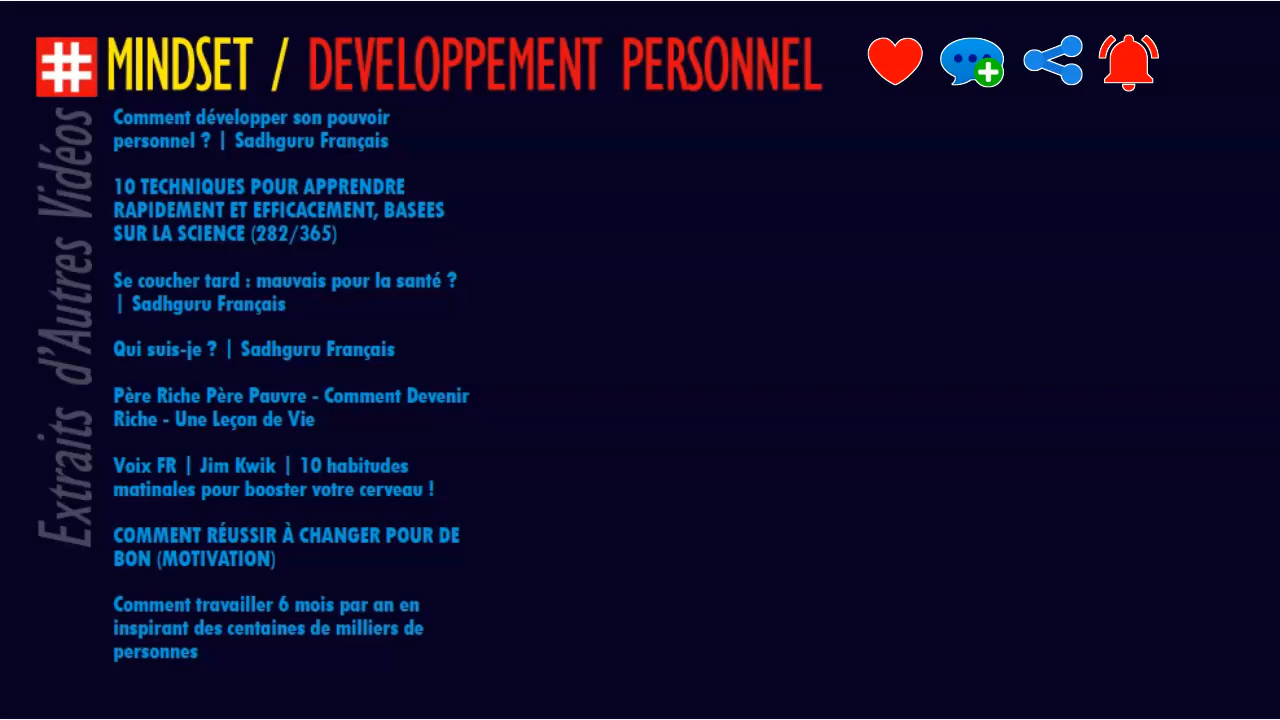 # MINDSET / DEVELOPPEMENT PERSONNEL
Extraits d'Autres Vidéos
Comment développer son pouvoir
personnel ? | Sadhguru Français
10 TECHNIQUES POUR APPRENDRE
RAPIDEMENT ET EFFICACEMENT, BASEES
SUR LA SCIENCE (282/365)
Se coucher tard : mauvais pour la santé ?
| Sadhguru Français
Qui suis-je ? | Sadhguru Français
Père Riche Père Pauvre - Comment Devenir
Riche - Une Leçon de Vie
Voix FR | Jim Kwik | 10 habitudes
matinales pour booster votre cerveau !
COMMENT RÉUSSIR À CHANGER POUR DE
BON (MOTIVATION)
Comment travailler 6 mois par an en
inspirant des centaines de milliers de
personnes